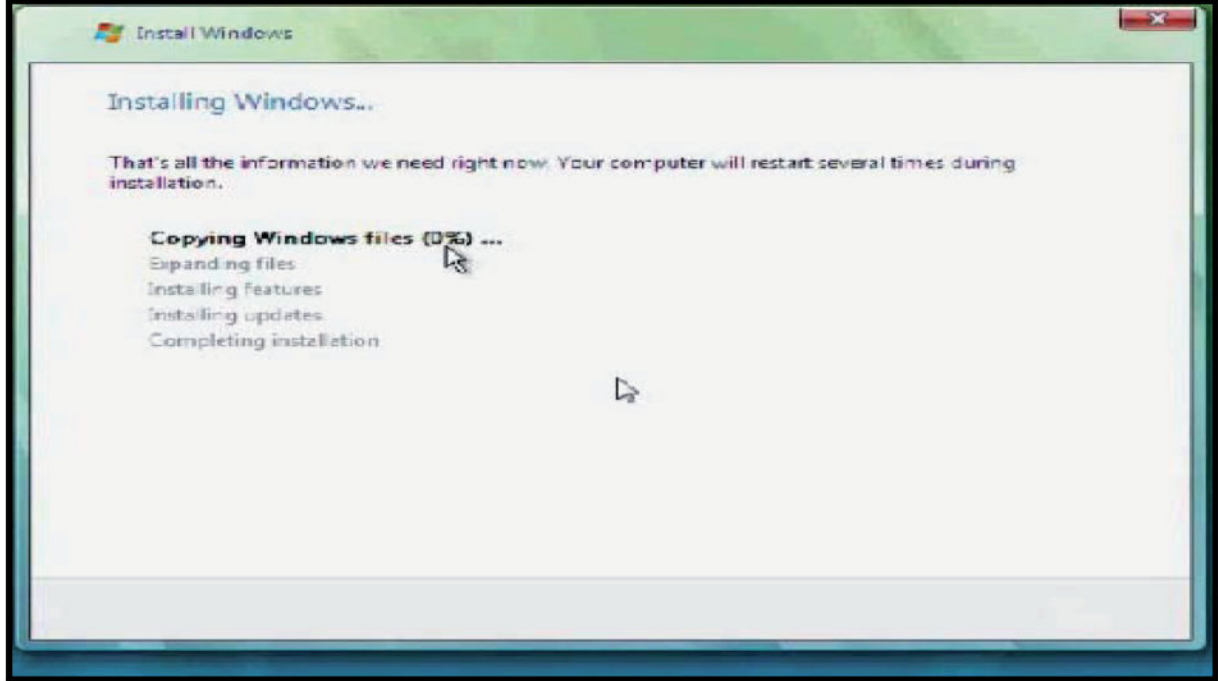 Install Windows
Installing Windows...
That's all the information we need right now. Your computer will restart several times during
installation.
Copying Windows files (0%) ...
Expanding files
Installing features
Installing updates
Completing installation